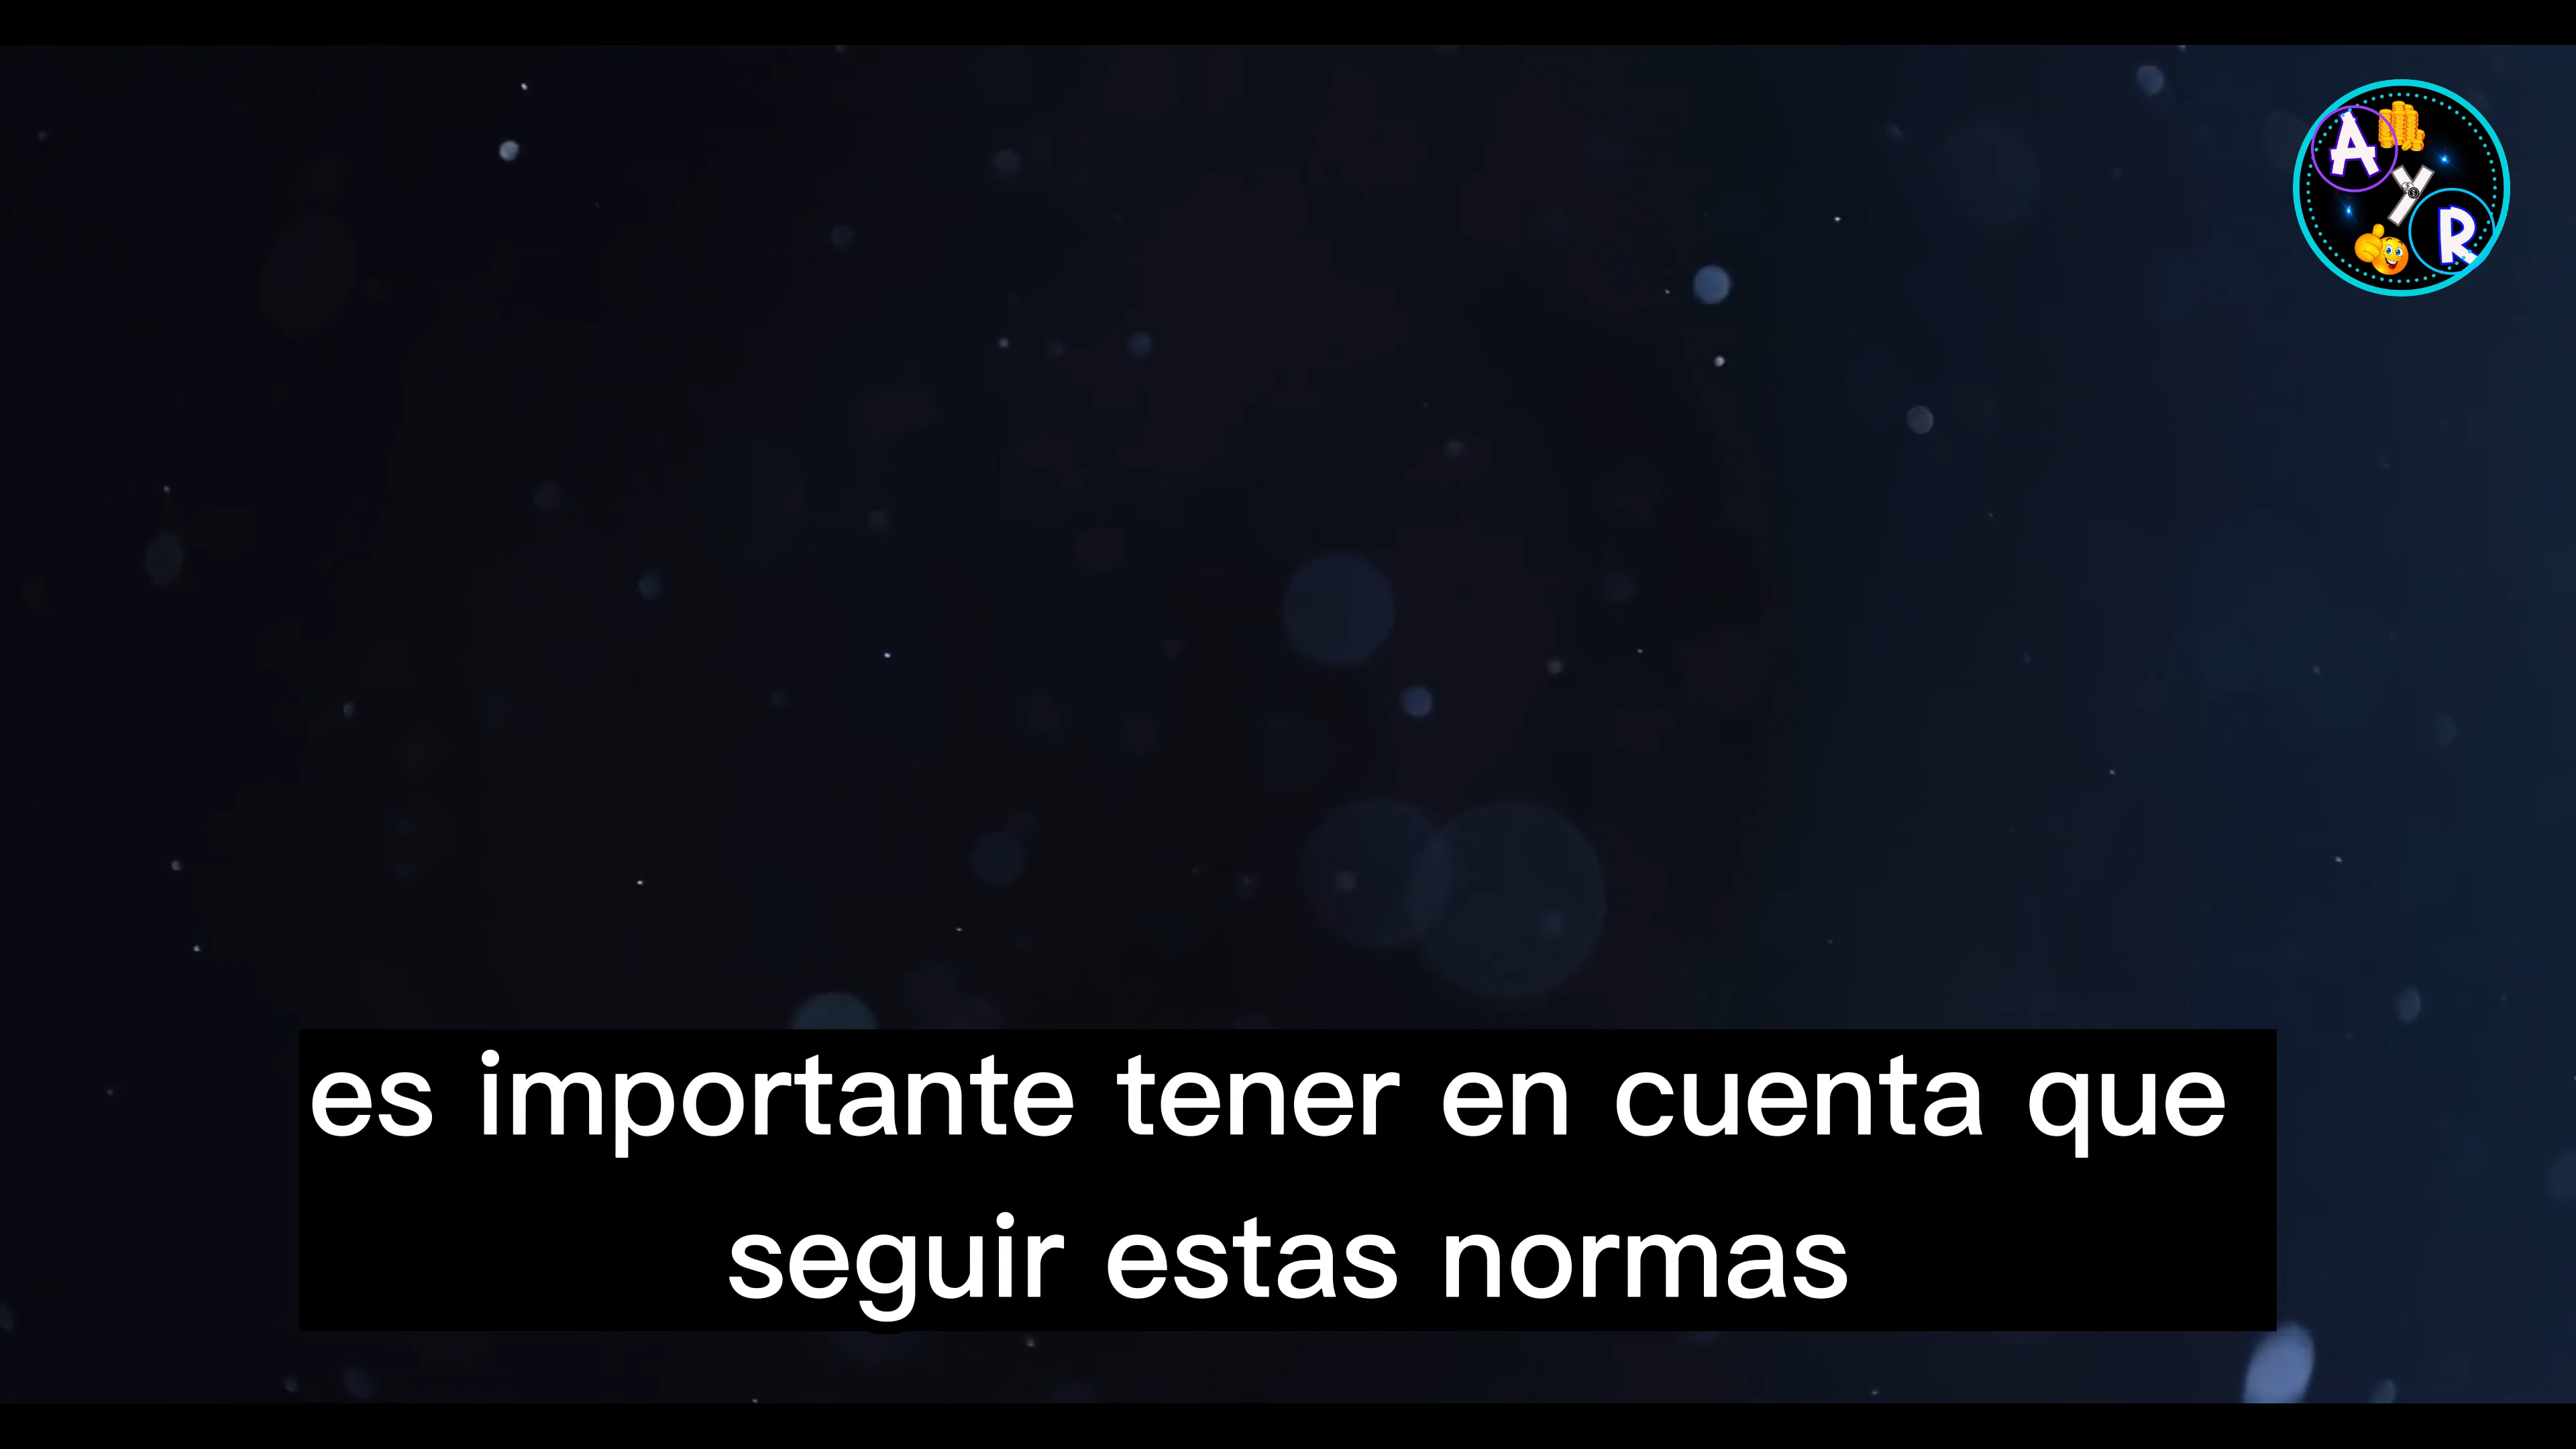 A
Y
R
es importante tener en cuenta que
seguir estas normas